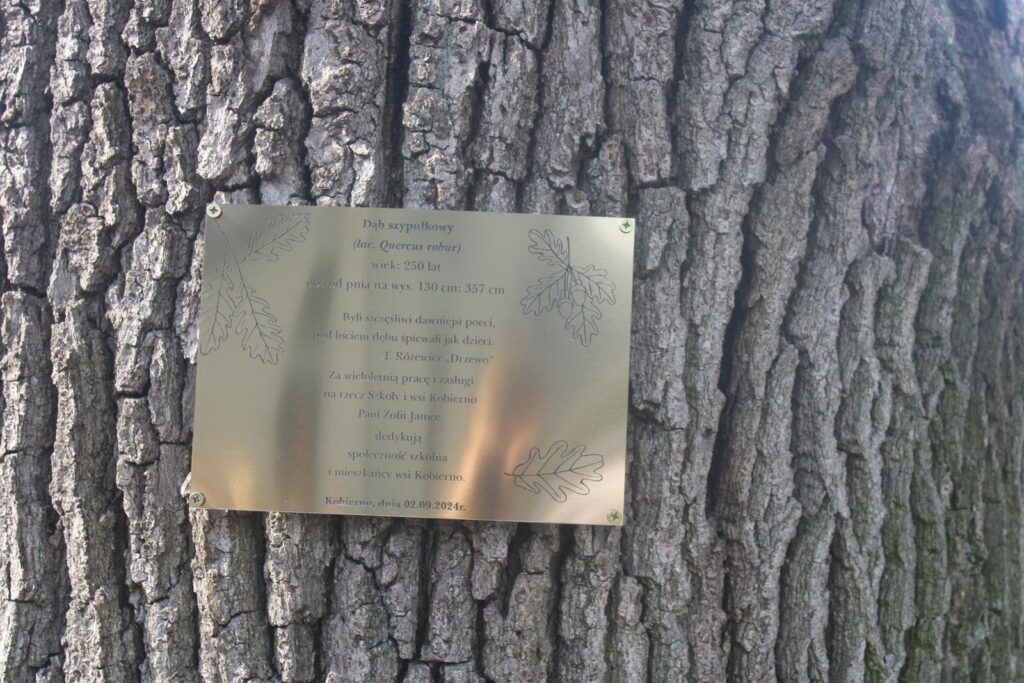 Dąb szypułkowy
(łac. Quercus robur)
wiek: 250 lat
obwód pnia na wys. 130 cm: 357 cm
Byli szczęśliwi dawniejsi poeci,
pod liściem dębu śpiewali jak dzieci.
T. Różewicz „Drzewo”
Za wieloletnią pracę i zasługi
na rzecz Szkoły i wsi Kobierno
Pani Zofii Janice
dedykują
społeczność szkolna
i mieszkańcy wsi Kobierno.
Kobierno, dnia 02.09.2024r.